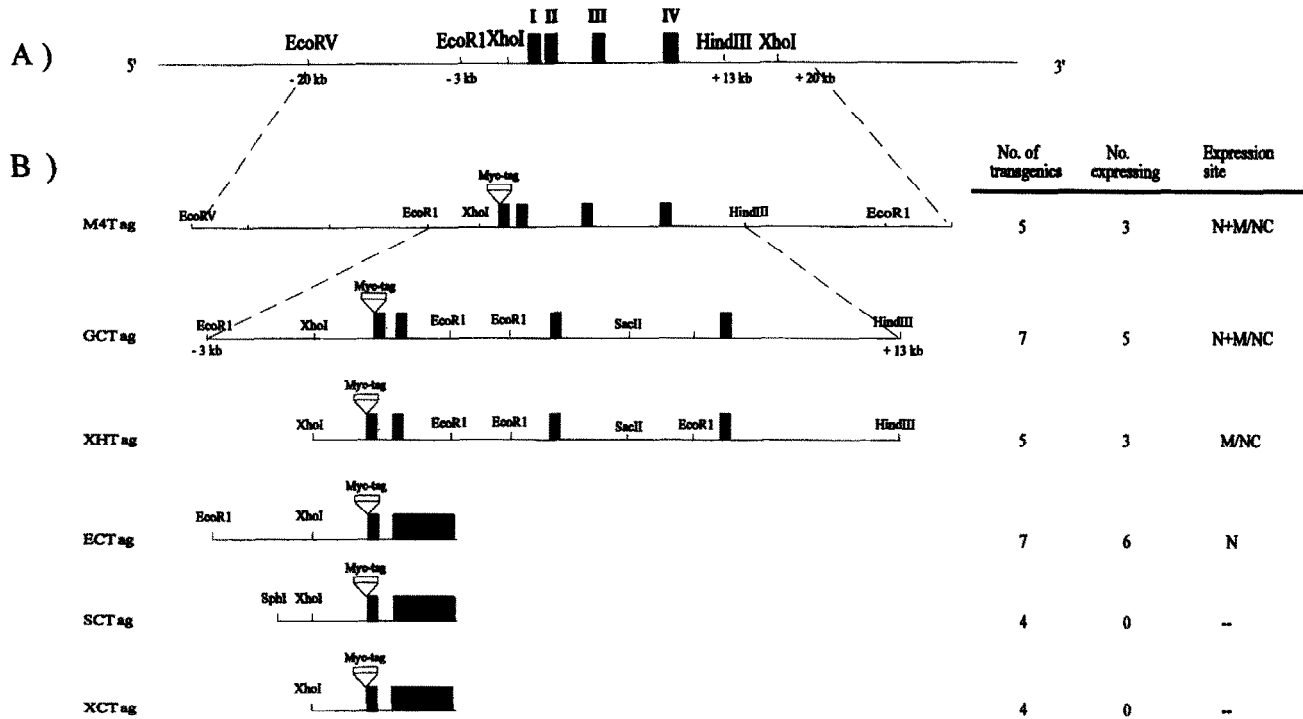 I II III IV
EcoRV EcoR1 XhoI HindIII XhoI
A )
5' 3'
- 20 kb - 3 kb + 13 kb + 20 kb
B )
No. of transgenics No. expressing Expression site
Myc-tag
EcoRV EcoR1 XhoI HindIII EcoR1
M4Tag 5 3 N+M/NC
Myc-tag
EcoR1 XhoI EcoR1 EcoR1 SacII HindIII
GCTag 7 5 N+M/NC
- 3 kb + 13 kb
Myc-tag
XhoI EcoR1 EcoR1 SacII EcoR1 HindIII
XHTag 5 3 M/NC
Myc-tag
EcoR1 XhoI
ECTag 7 6 N
Myc-tag
SphI XhoI
SCTag 4 0 --
Myc-tag
XhoI
XCTag 4 0 --